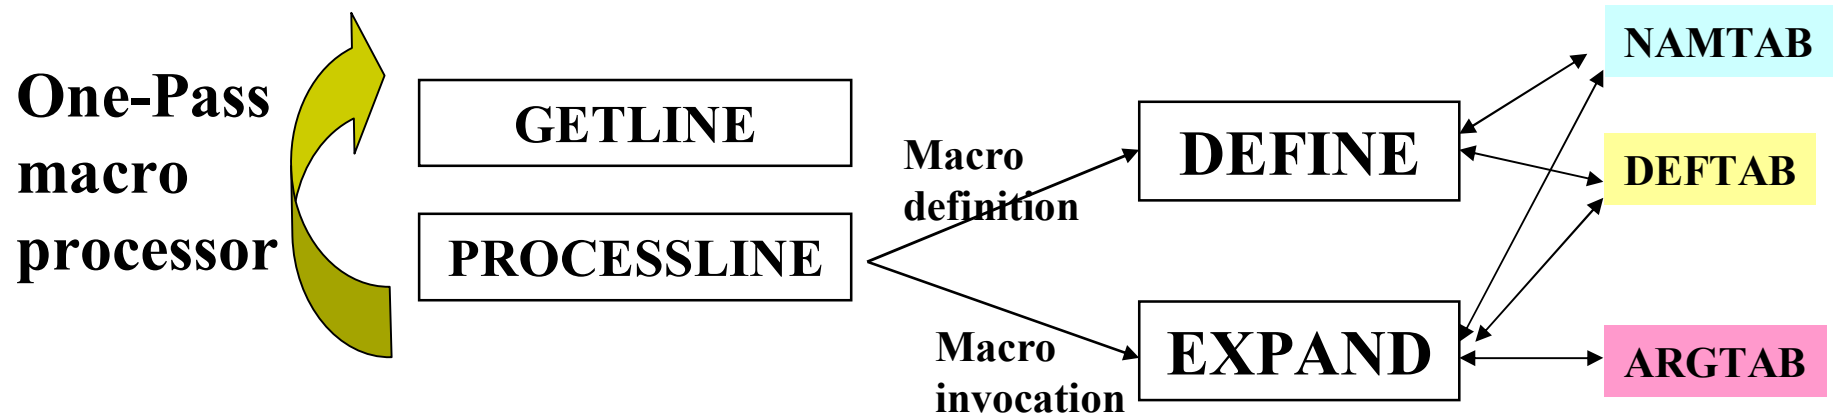 One-Pass
macro
processor
GETLINE
PROCESSLINE
Macro
definition
Macro
invocation
DEFINE
EXPAND
NAMTAB
DEFTAB
ARGTAB